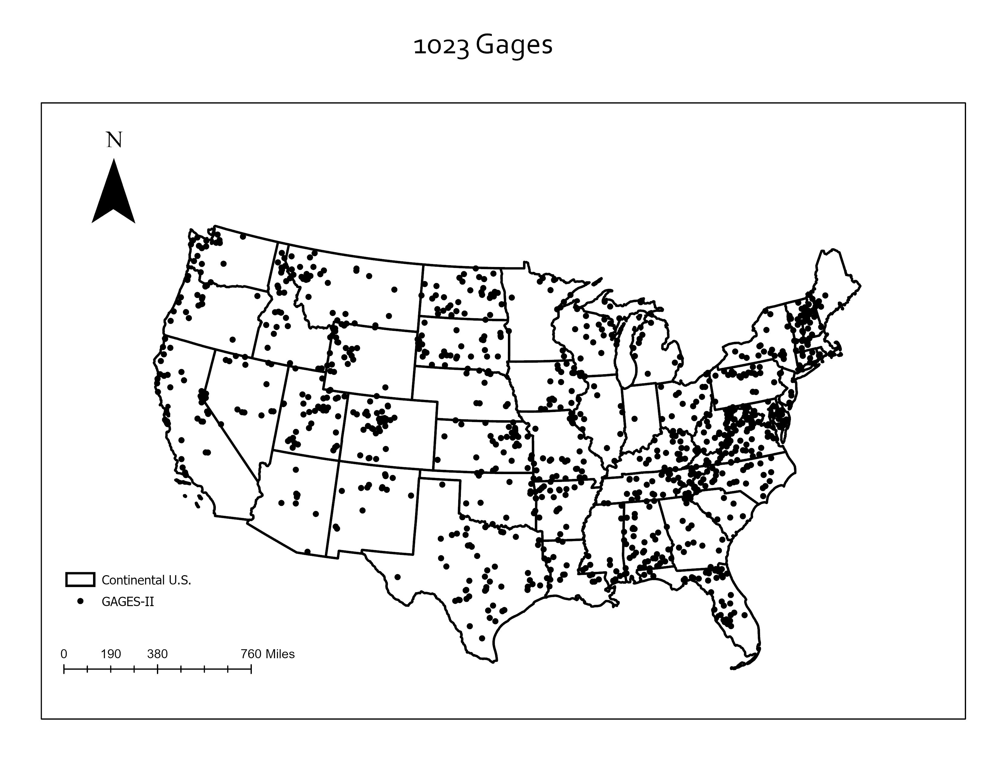 1023 Gages
N
Continental U.S.
GAGES-II
0 190 380 760 Miles